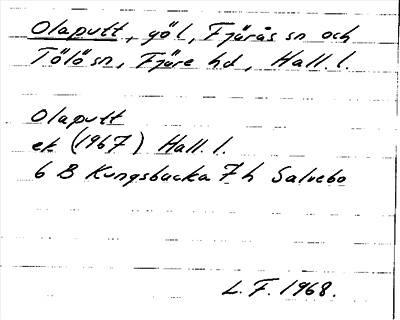 Olaputt, göl, Fjärås sn och
Tölö sn, Fjäre hd, Hall. l.
Olaputt
ek (1967) Hall. l.
6 B Kungsbacka 7 h Salvebo
L. F. 1968.